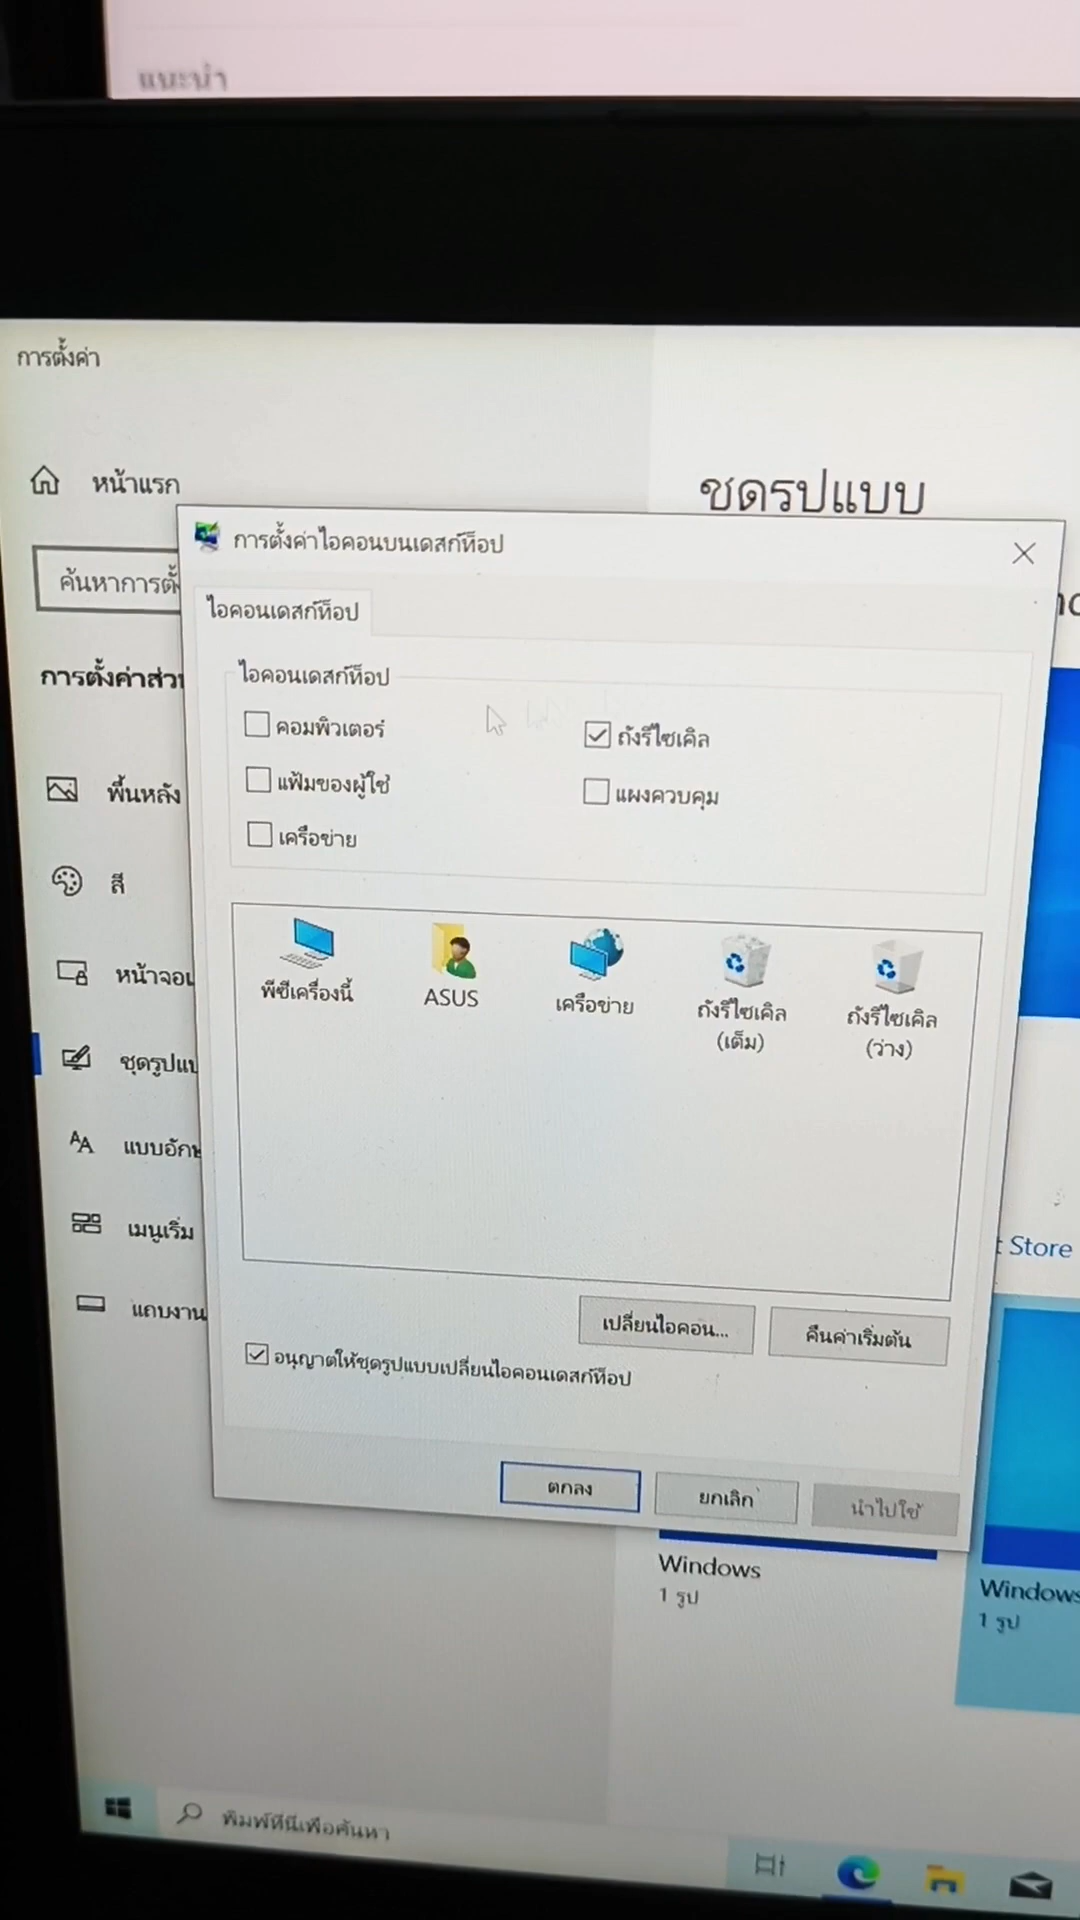 แนะนำ
การตั้งค่า
หน้าแรก
ชุดรูปแบบ
การตั้งค่าไอคอนบนเดสก์ท็อป
ค้นหาการตั้
ไอคอนเดสก์ท็อป
การตั้งค่าส่วน
ไอคอนเดสก์ท็อป
คอมพิวเตอร์
ถังรีไซเคิล
แฟ้มของผู้ใช้
แผงควบคุม
เครือข่าย
พื้นหลัง
สี
หน้าจอ
ชุดรูปแบ
แบบอักษ
เมนูเริ่ม
แถบงาน
พีซีเครื่องนี้
ASUS
เครือข่าย
ถังรีไซเคิล
(เต็ม)
ถังรีไซเคิล
(ว่าง)
t Store
เปลี่ยนไอคอน...
คืนค่าเริ่มต้น
อนุญาตให้ชุดรูปแบบเปลี่ยนไอคอนเดสก์ท็อป
ตกลง
ยกเลิก
นำไปใช้
Windows
1 รูป
Windows
1 รูป
พิมพ์ที่นี่เพื่อค้นหา